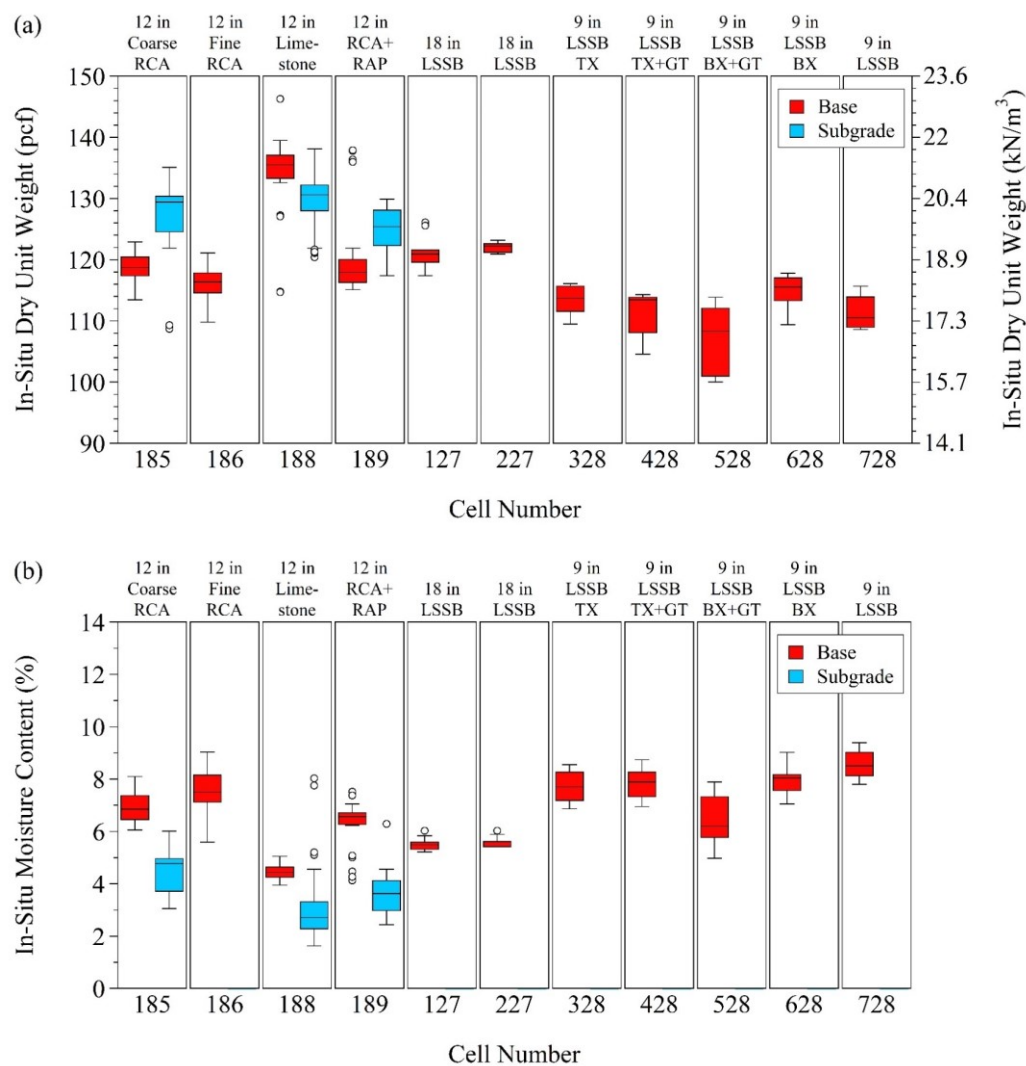 (a)
12 in
Coarse
RCA
12 in
Fine
RCA
12 in
Lime-
stone
12 in
RCA+
RAP
18 in
LSSB
18 in
LSSB
9 in
LSSB
TX
9 in
LSSB
TX+GT
9 in
LSSB
BX+GT
9 in
LSSB
BX
9 in
LSSB
In-Situ Dry Unit Weight (pcf)
150
140
130
120
110
100
90
Base
Subgrade
23.6
22
20.4
18.9
17.3
15.7
14.1
In-Situ Dry Unit Weight (kN/m³)
185 186 188 189 127 227 328 428 528 628 728
Cell Number
(b)
12 in
Coarse
RCA
12 in
Fine
RCA
12 in
Lime-
stone
12 in
RCA+
RAP
18 in
LSSB
18 in
LSSB
9 in
LSSB
TX
9 in
LSSB
TX+GT
9 in
LSSB
BX+GT
9 in
LSSB
BX
9 in
LSSB
In-Situ Moisture Content (%)
14
12
10
8
6
4
2
0
Base
Subgrade
185 186 188 189 127 227 328 428 528 628 728
Cell Number